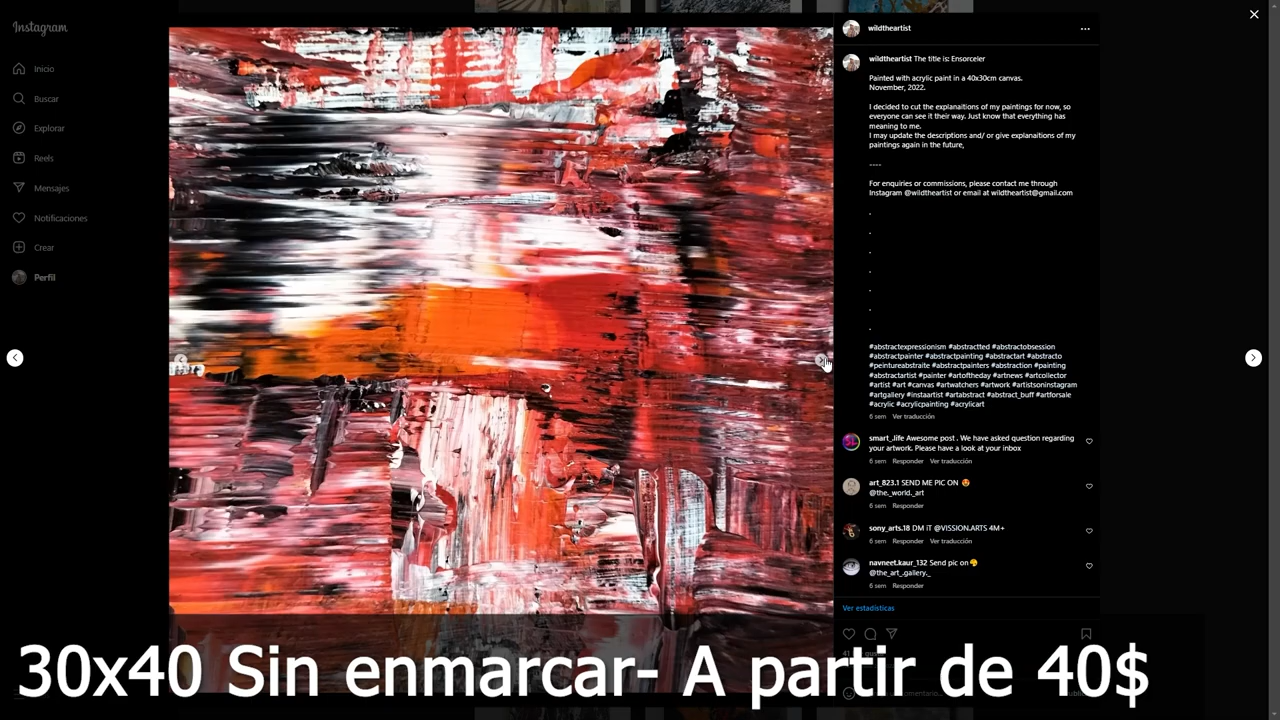 Instagram
Inicio
Buscar
Explorar
Reels
Mensajes
Notificaciones
Crear
Perfil
wildtheartist
wildtheartist The title is: Ensorceler
Painted with acrylic paint in a 40x30cm canvas.
November, 2022.
I decided to cut the explanaitions of my paintings for now, so
everyone can see it their way. Just know that everything has
meaning to me.
I may update the descriptions and/ or give explanaitions of my
paintings again in the future,
----
For enquiries or commissions, please contact me through
Instagram @wildtheartist or email at wildtheartist@gmail.com
.
.
.
.
.
.
.
#abstractexpressionism #abstractted #abstractobsession
#abstractpainter #abstractpainting #abstractart #abstracto
#peintureabstraite #abstractpainters #abstraction #painting
#abstractartist #painter #artoftheday #artnews #artcollector
#artist #art #canvas #artwatchers #artwork #artistsoninstagram
#artgallery #instaartist #artabstract #abstract_buff #artforsale
#acrylic #acrylicpainting #acrylicart
6 sem Ver traducción
smart_.life Awesome post . We have asked question regarding
your artwork. Please have a look at your inbox
6 sem Responder Ver traducción
art_823.1 SEND ME PIC ON 😍
@the._world._art
6 sem Responder
sony_arts.18 DM iT @VISSION.ARTS 4M+
6 sem Responder Ver traducción
navneet.kaur_132 Send pic on
@the_art_.gallery._
6 sem Responder
Ver estadísticas
30x40 Sin enmarcar- A partir de 40$